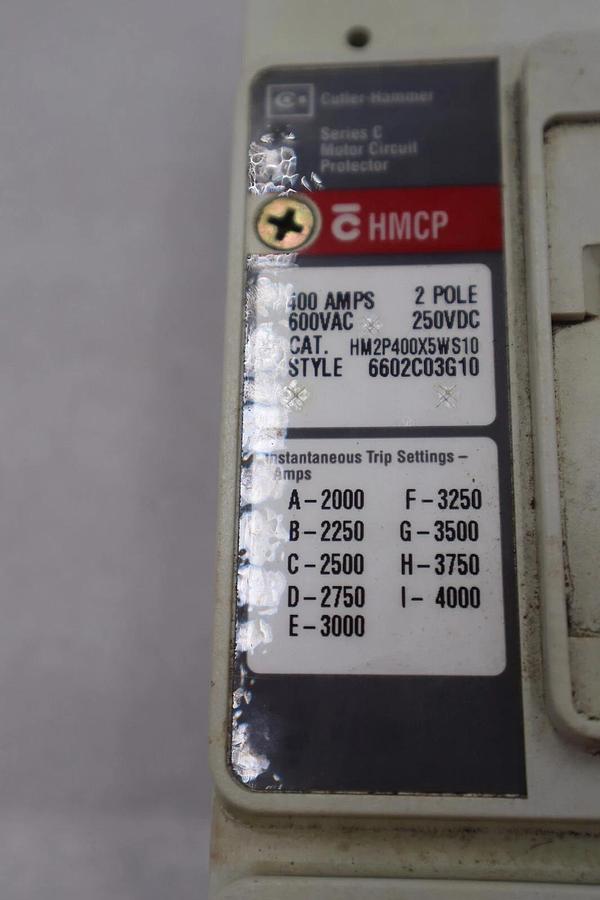 Cutler-Hammer
Series C
Motor Circuit
Protector
C HMCP
400 AMPS 2 POLE
600VAC 250VDC
CAT. HM2P400X5WS10
STYLE 6602C03G10
Instantaneous Trip Settings –
Amps
A – 2000 F – 3250
B – 2250 G – 3500
C – 2500 H – 3750
D – 2750 I – 4000
E – 3000